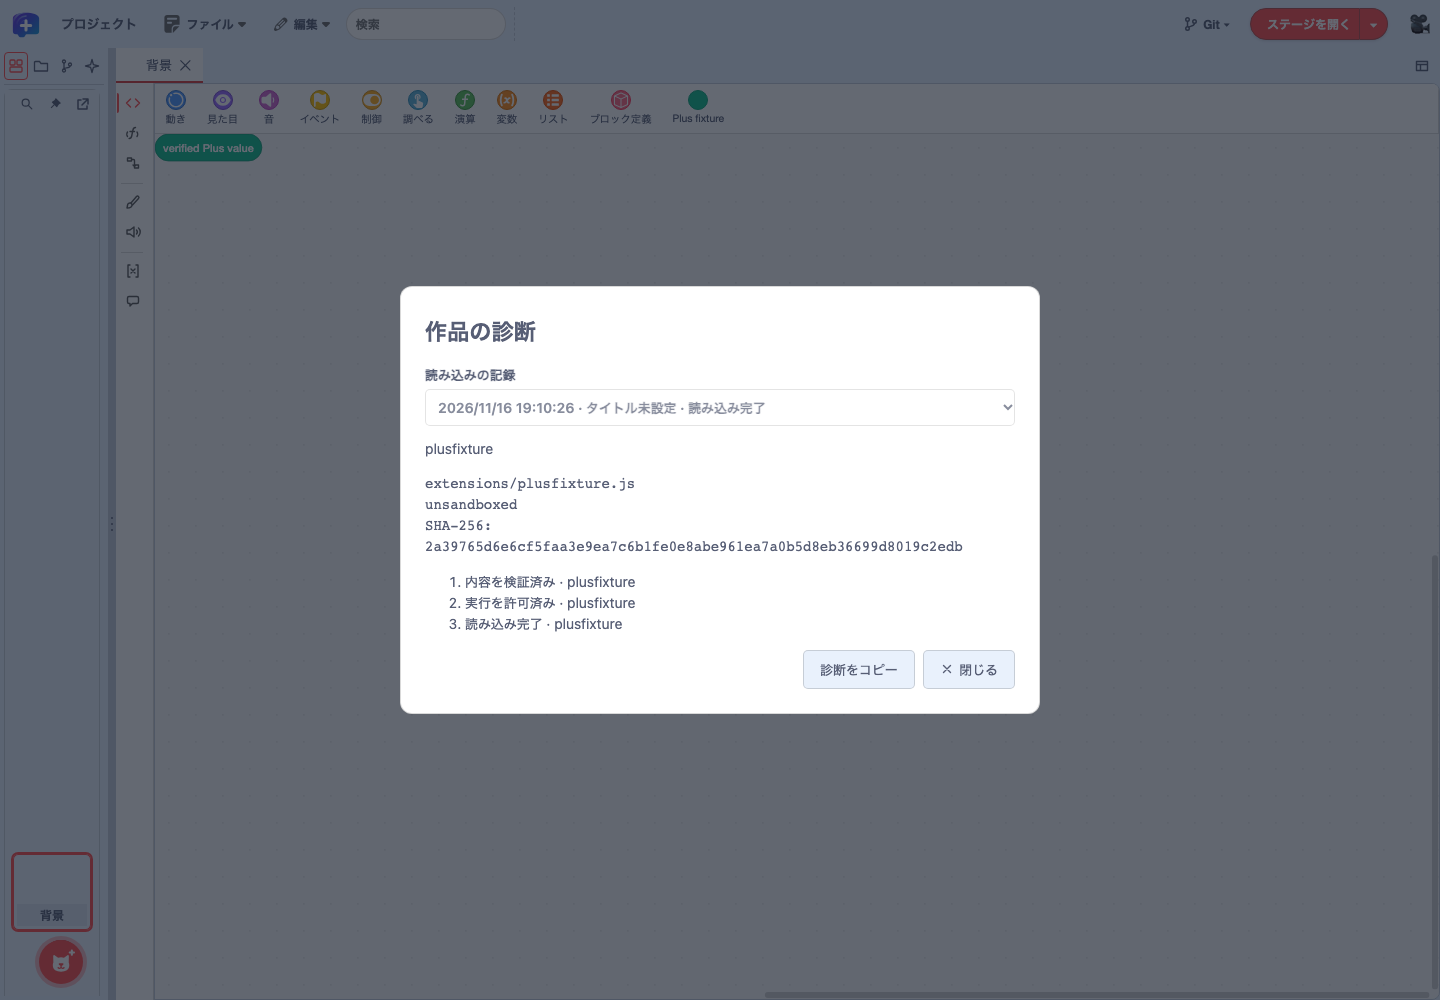 プロジェクト
ファイル
編集
検索
Git
ステージを開く
背景
動き
見た目
音
イベント
制御
調べる
演算
変数
リスト
ブロック定義
Plus fixture
verified Plus value
作品の診断
読み込みの記録
2026/11/16 19:10:26 · タイトル未設定 · 読み込み完了
plusfixture
extensions/plusfixture.js
unsandboxed
SHA-256:
2a39765d6e6cf5faa3e9ea7c6b1fe0e8abe961ea7a0b5d8eb36699d8019c2edb
1. 内容を検証済み · plusfixture
2. 実行を許可済み · plusfixture
3. 読み込み完了 · plusfixture
診断をコピー
閉じる
背景